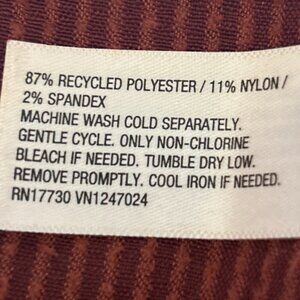 87% RECYCLED POLYESTER / 11% NYLON /
2% SPANDEX
MACHINE WASH COLD SEPARATELY.
GENTLE CYCLE. ONLY NON-CHLORINE
BLEACH IF NEEDED. TUMBLE DRY LOW.
REMOVE PROMPTLY. COOL IRON IF NEEDED.
RN17730 VN1247024